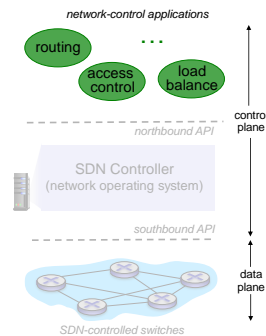 network-control applications
routing
...
access
control
load
balance
control
plane
northbound API
SDN Controller
(network operating system)
southbound API
data
plane
SDN-controlled switches